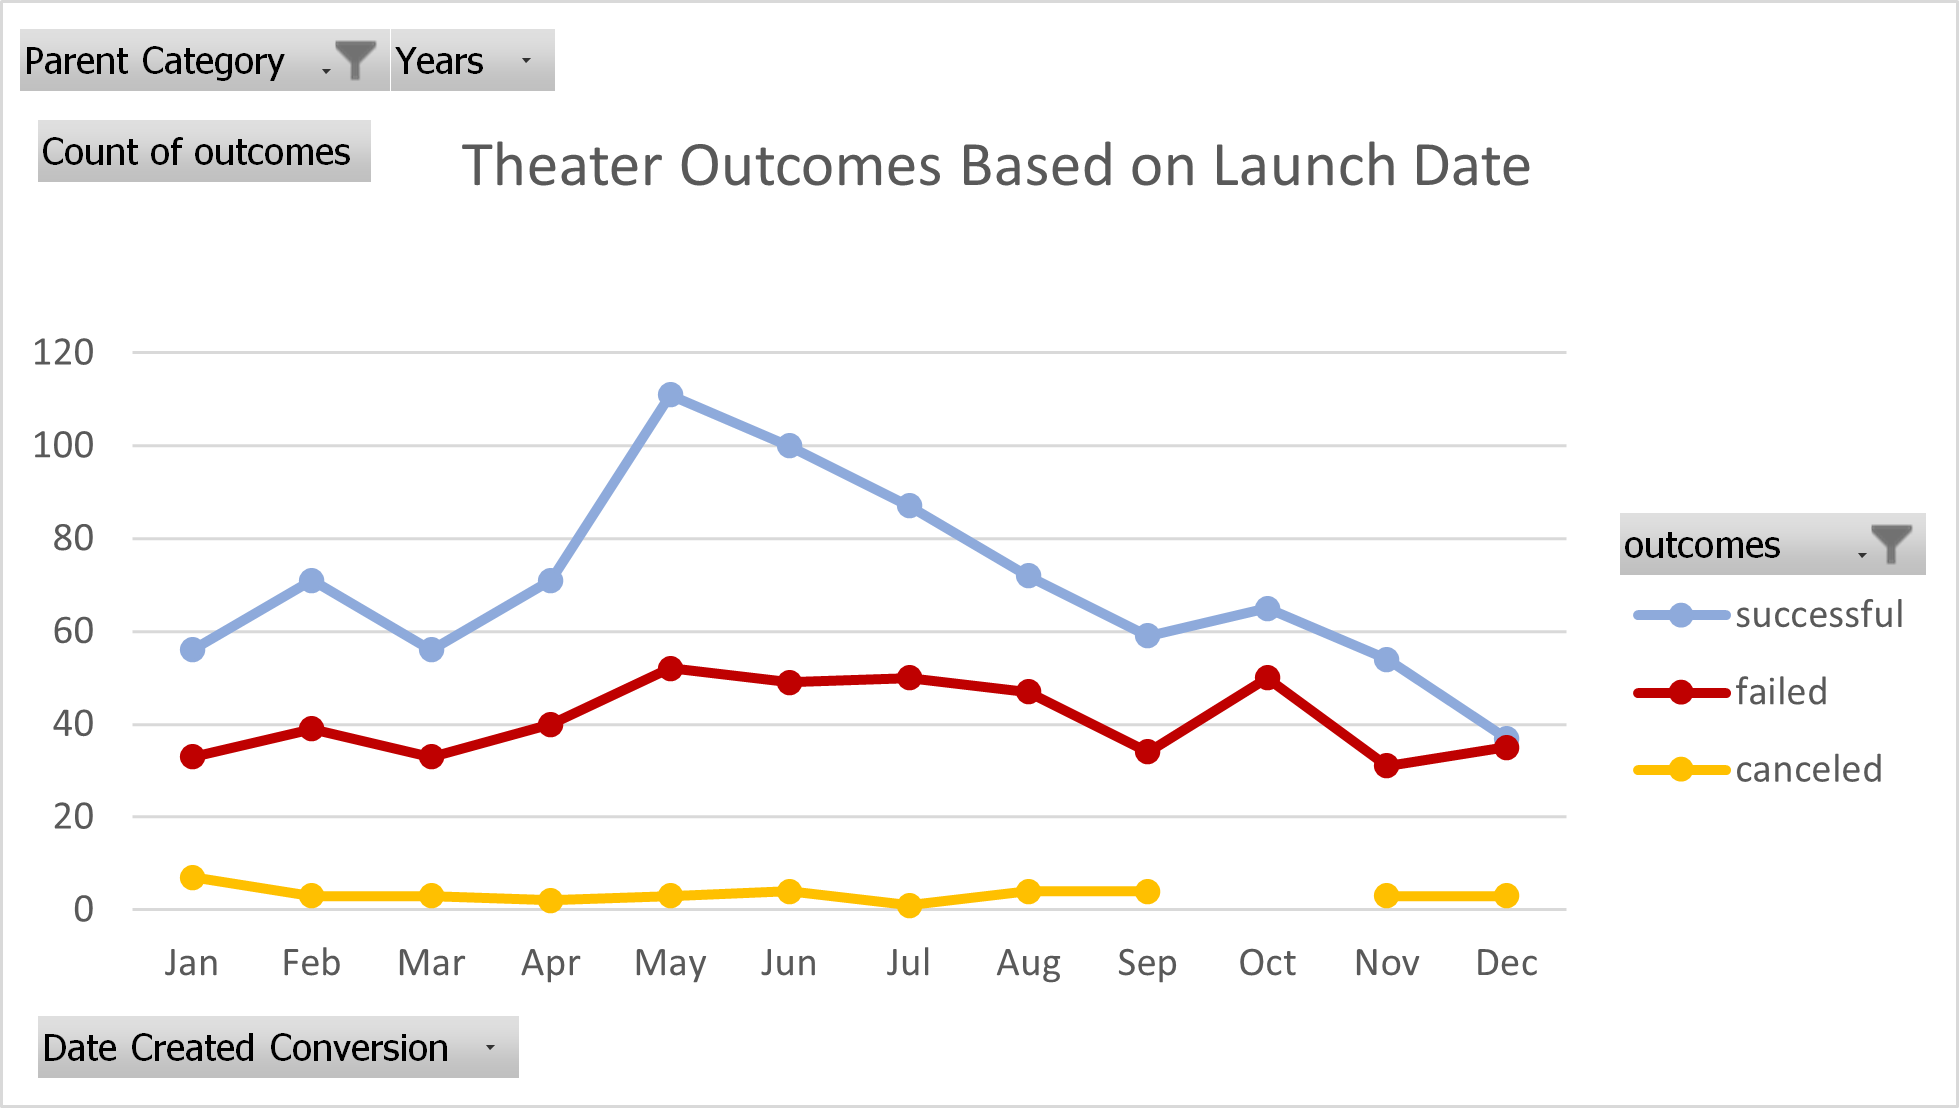 Parent Category Years
Count of outcomes
Theater Outcomes Based on Launch Date
120
100
80
60
40
20
0
Jan Feb Mar Apr May Jun Jul Aug Sep Oct Nov Dec
outcomes
successful
failed
canceled
Date Created Conversion